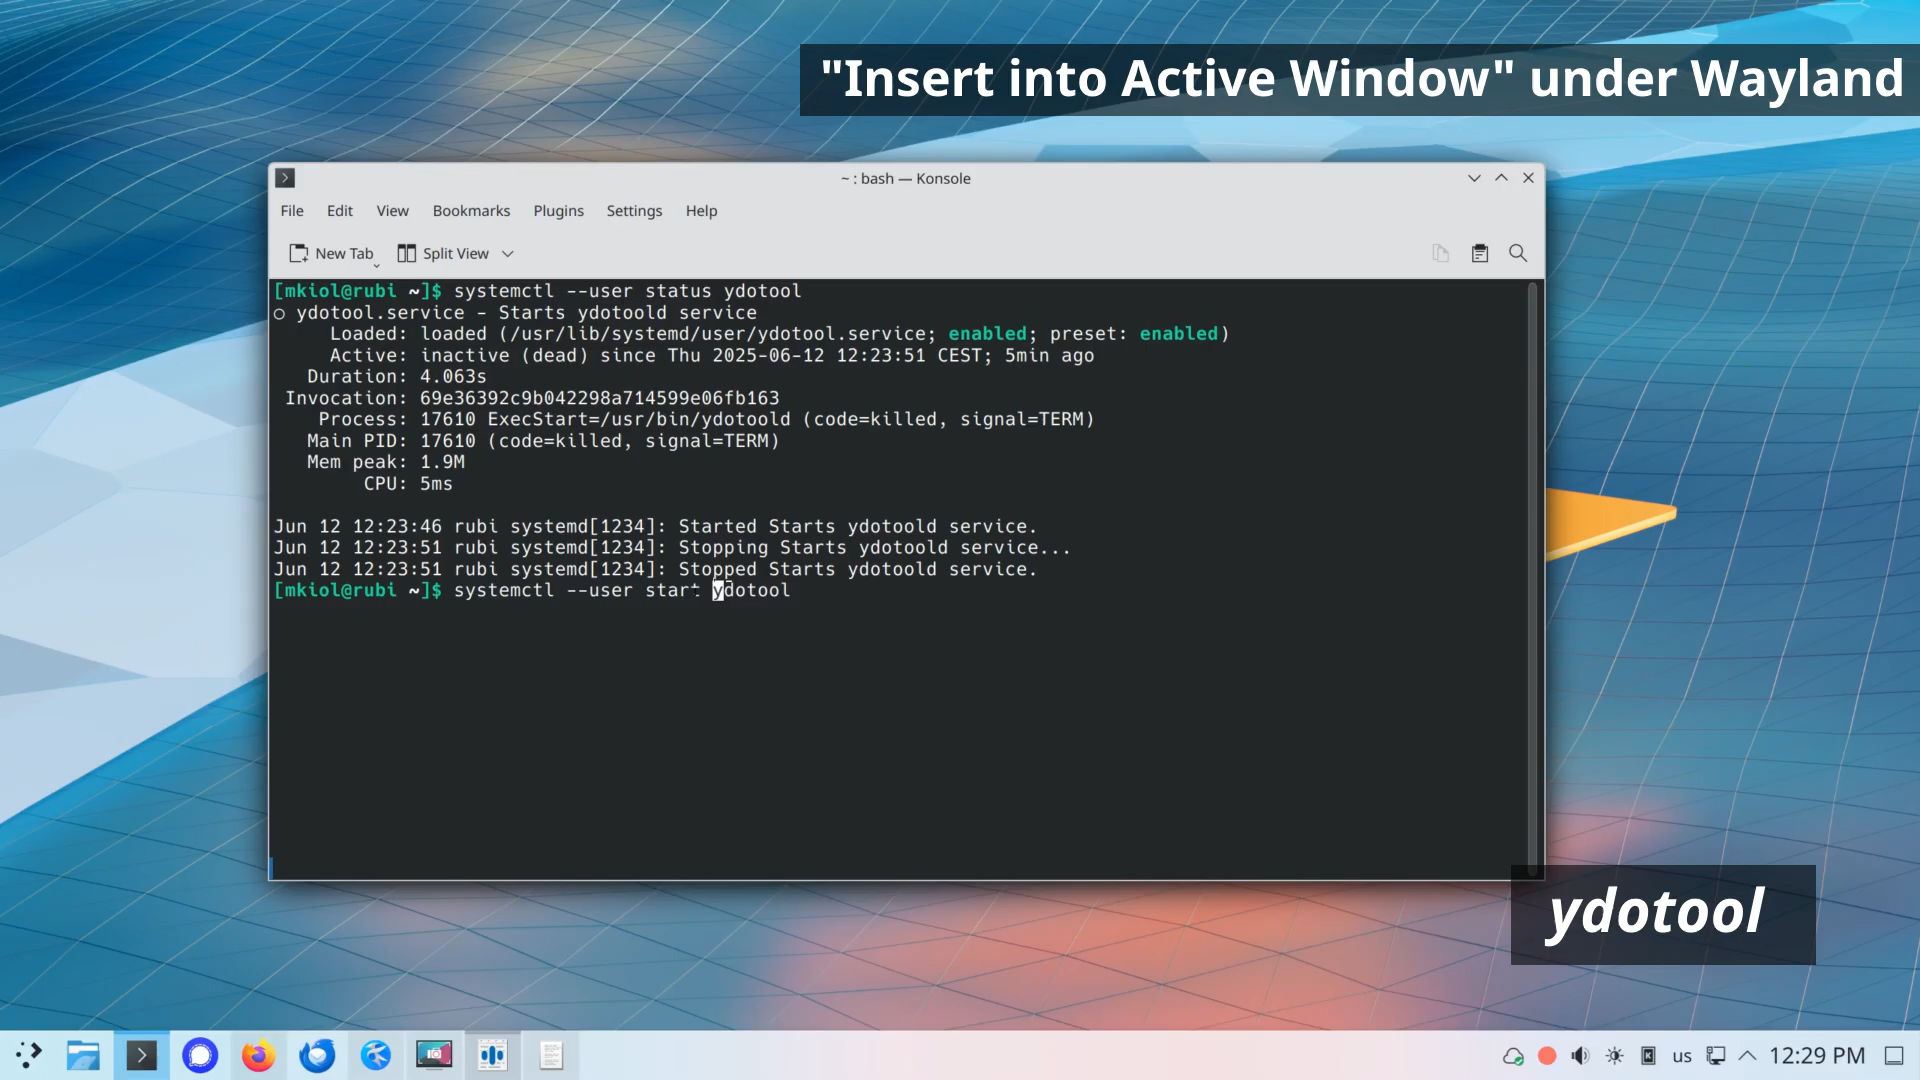 "Insert into Active Window" under Wayland
~ : bash — Konsole
File Edit View Bookmarks Plugins Settings Help
New Tab Split View
[mkiol@rubi ~]$ systemctl --user status ydotool
○ ydotool.service - Starts ydotoold service
Loaded: loaded (/usr/lib/systemd/user/ydotool.service; enabled; preset: enabled)
Active: inactive (dead) since Thu 2025-06-12 12:23:51 CEST; 5min ago
Duration: 4.063s
Invocation: 69e36392c9b042298a714599e06fb163
Process: 17610 ExecStart=/usr/bin/ydotoold (code=killed, signal=TERM)
Main PID: 17610 (code=killed, signal=TERM)
Mem peak: 1.9M
CPU: 5ms
Jun 12 12:23:46 rubi systemd[1234]: Started Starts ydotoold service.
Jun 12 12:23:51 rubi systemd[1234]: Stopping Starts ydotoold service...
Jun 12 12:23:51 rubi systemd[1234]: Stopped Starts ydotoold service.
[mkiol@rubi ~]$ systemctl --user start ydotool
ydotool
us 12:29 PM